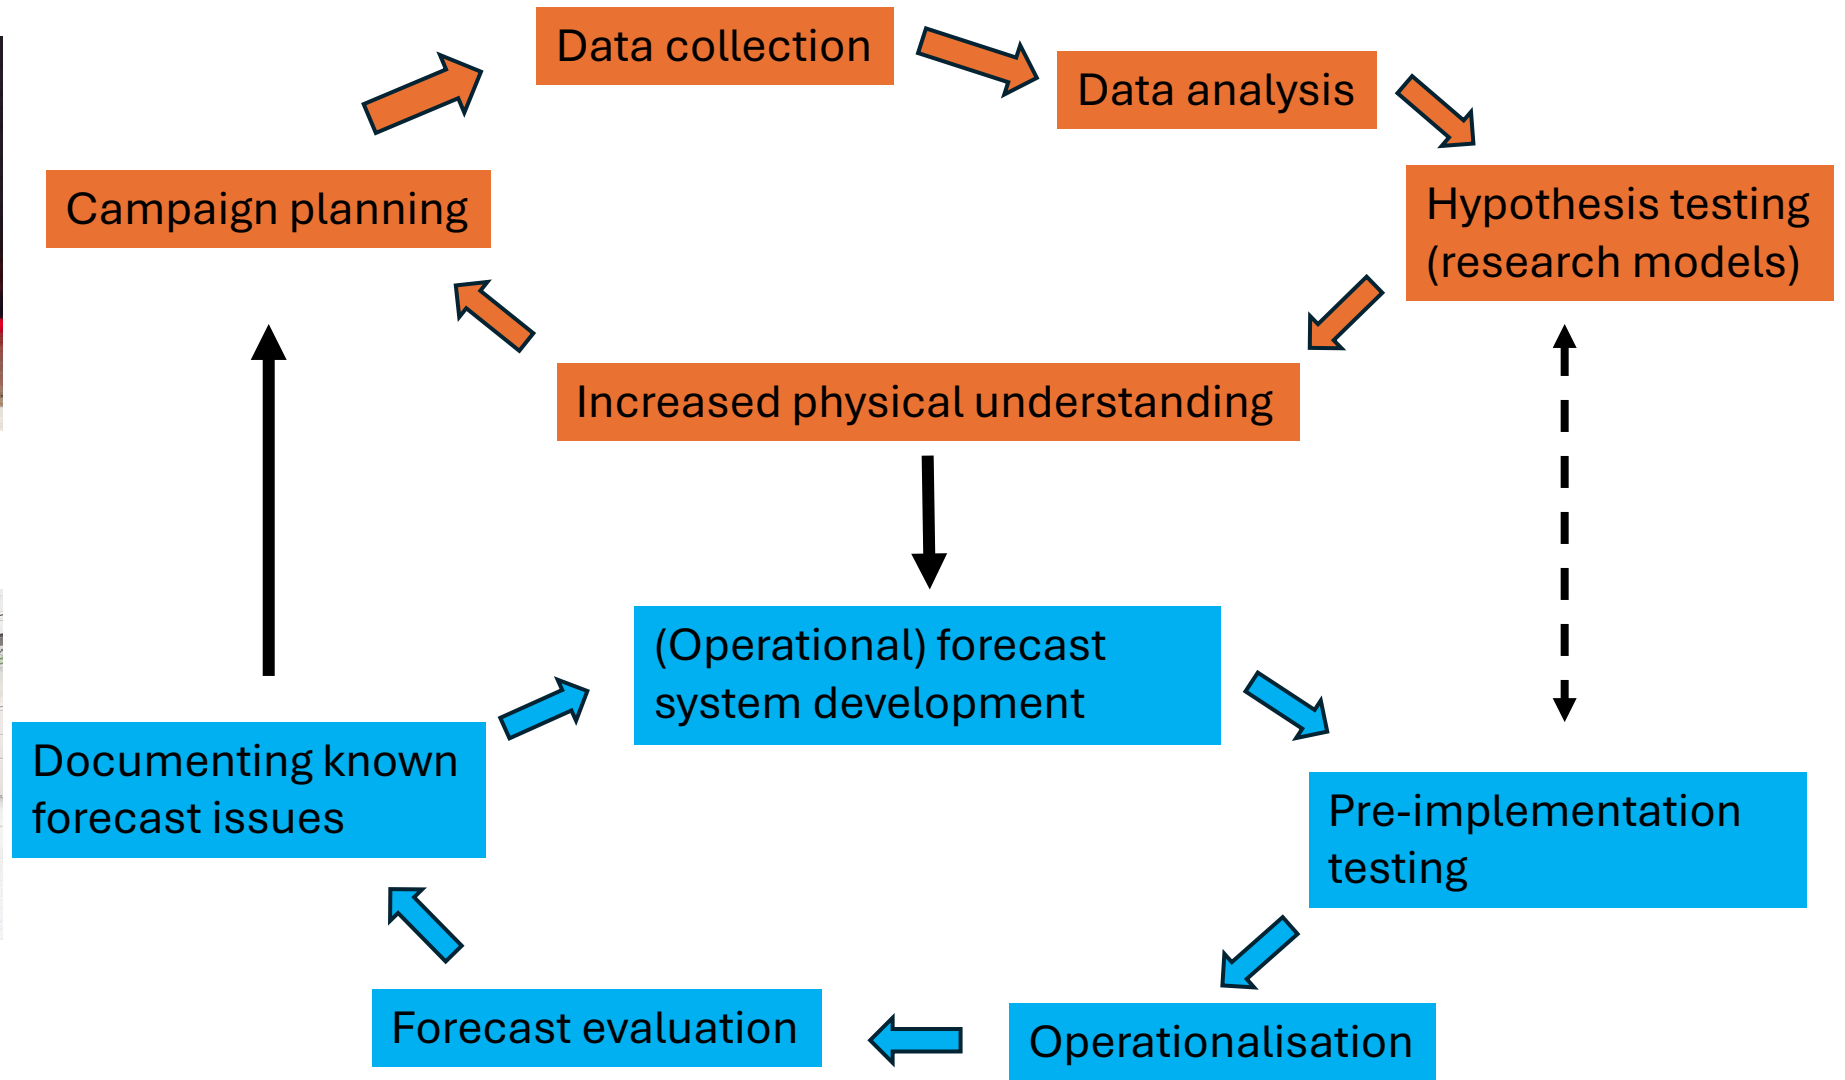 Data collection
Data analysis
Campaign planning
Hypothesis testing
(research models)
Increased physical understanding
(Operational) forecast
system development
Documenting known
forecast issues
Pre-implementation
testing
Forecast evaluation
Operationalisation